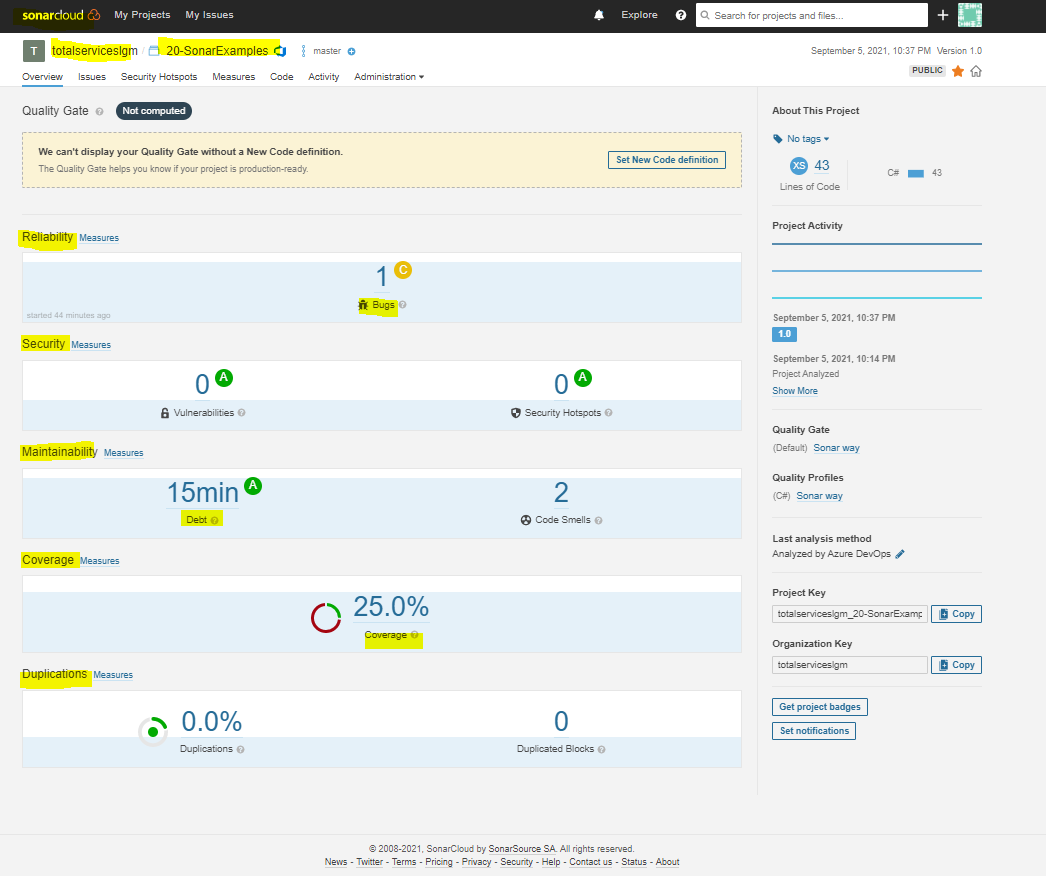 sonarcloud My Projects My Issues Explore Search for projects and files...
T totalserviceslgm / 20-SonarExamples master September 5, 2021, 10:37 PM Version 1.0
Overview Issues Security Hotspots Measures Code Activity Administration PUBLIC
Quality Gate Not computed
We can't display your Quality Gate without a New Code definition.
The Quality Gate helps you know if your project is production-ready.
Set New Code definition
Reliability Measures
1 C
Bugs
started 44 minutes ago
Security Measures
0 A 0 A
Vulnerabilities Security Hotspots
Maintainability Measures
15min A 2
Debt Code Smells
Coverage Measures
25.0%
Coverage
Duplications Measures
0.0% 0
Duplications Duplicated Blocks
About This Project
No tags
XS 43 C# 43
Lines of Code
Project Activity
September 5, 2021, 10:37 PM
1.0
September 5, 2021, 10:14 PM
Project Analyzed
Show More
Quality Gate
(Default) Sonar way
Quality Profiles
(C#) Sonar way
Last analysis method
Analyzed by Azure DevOps
Project Key
totalserviceslgm_20-SonarExamp Copy
Organization Key
totalserviceslgm Copy
Get project badges
Set notifications
© 2008-2021, SonarCloud by SonarSource SA. All rights reserved.
News - Twitter - Terms - Pricing - Privacy - Security - Help - Contact us - Status - About